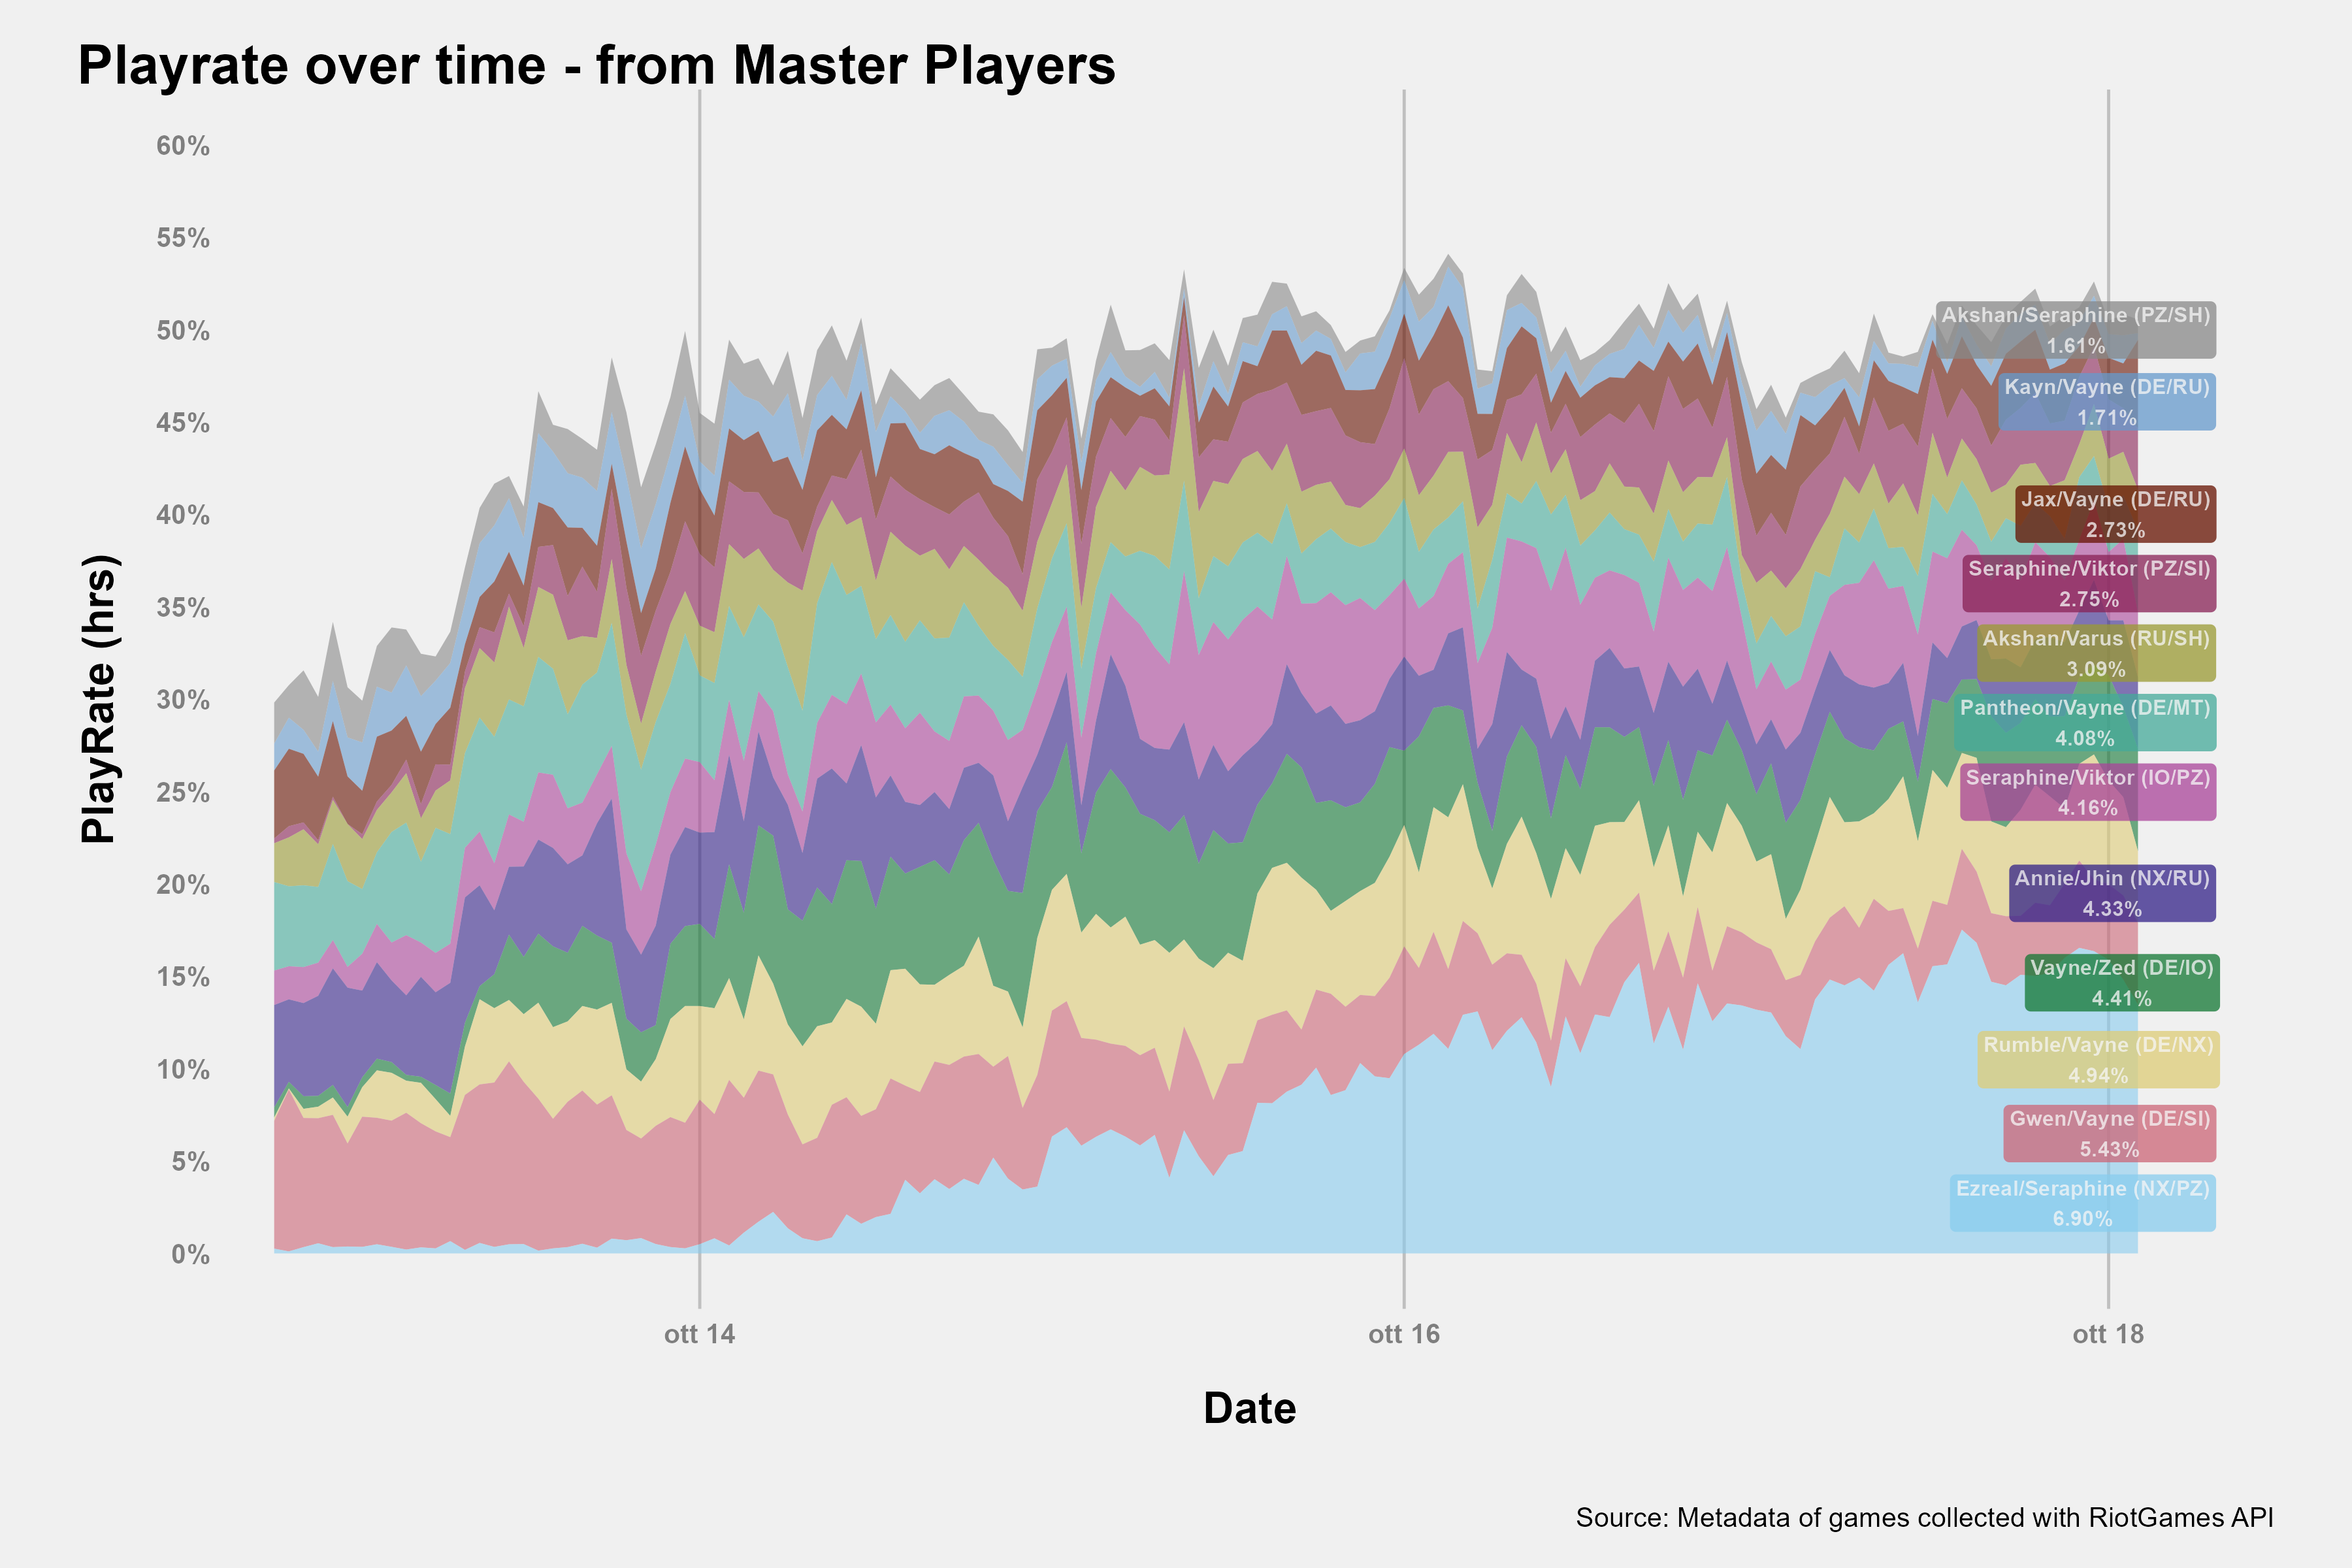 Playrate over time - from Master Players
60%
55%
50%
45%
40%
35%
30%
25%
20%
15%
10%
5%
0%
PlayRate (hrs)
Akshan/Seraphine (PZ/SH)
1.61%
Kayn/Vayne (DE/RU)
1.71%
Jax/Vayne (DE/RU)
2.73%
Seraphine/Viktor (PZ/SI)
2.75%
Akshan/Varus (RU/SH)
3.09%
Pantheon/Vayne (DE/MT)
4.08%
Seraphine/Viktor (IO/PZ)
4.16%
Annie/Jhin (NX/RU)
4.33%
Vayne/Zed (DE/IO)
4.41%
Rumble/Vayne (DE/NX)
4.94%
Gwen/Vayne (DE/SI)
5.43%
Ezreal/Seraphine (NX/PZ)
6.90%
ott 14
ott 16
ott 18
Date
Source: Metadata of games collected with RiotGames API